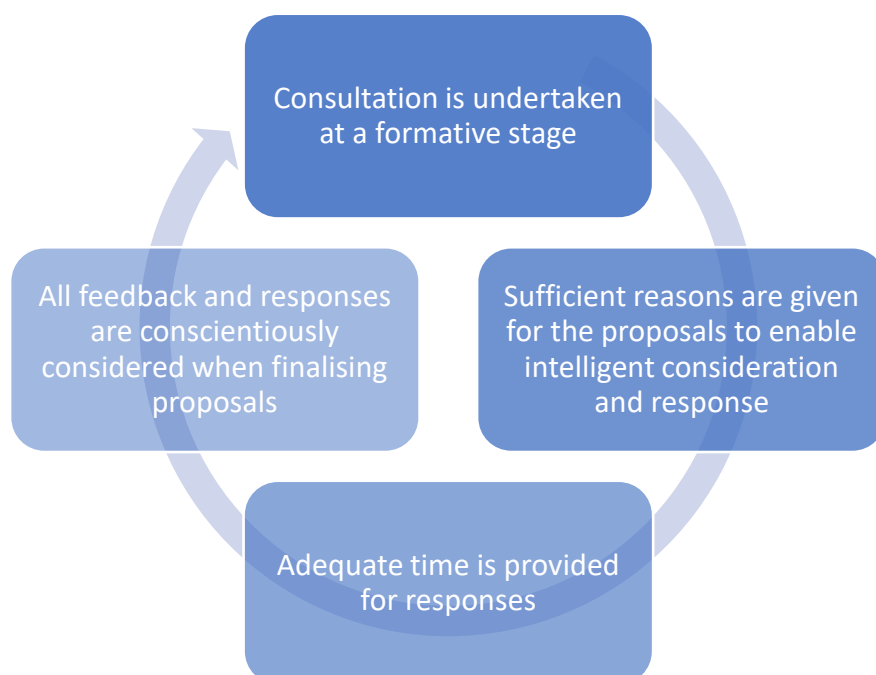 Consultation is undertaken
at a formative stage
Sufficient reasons are given
for the proposals to enable
intelligent consideration
and response
Adequate time is provided
for responses
All feedback and responses
are conscientiously
considered when finalising
proposals